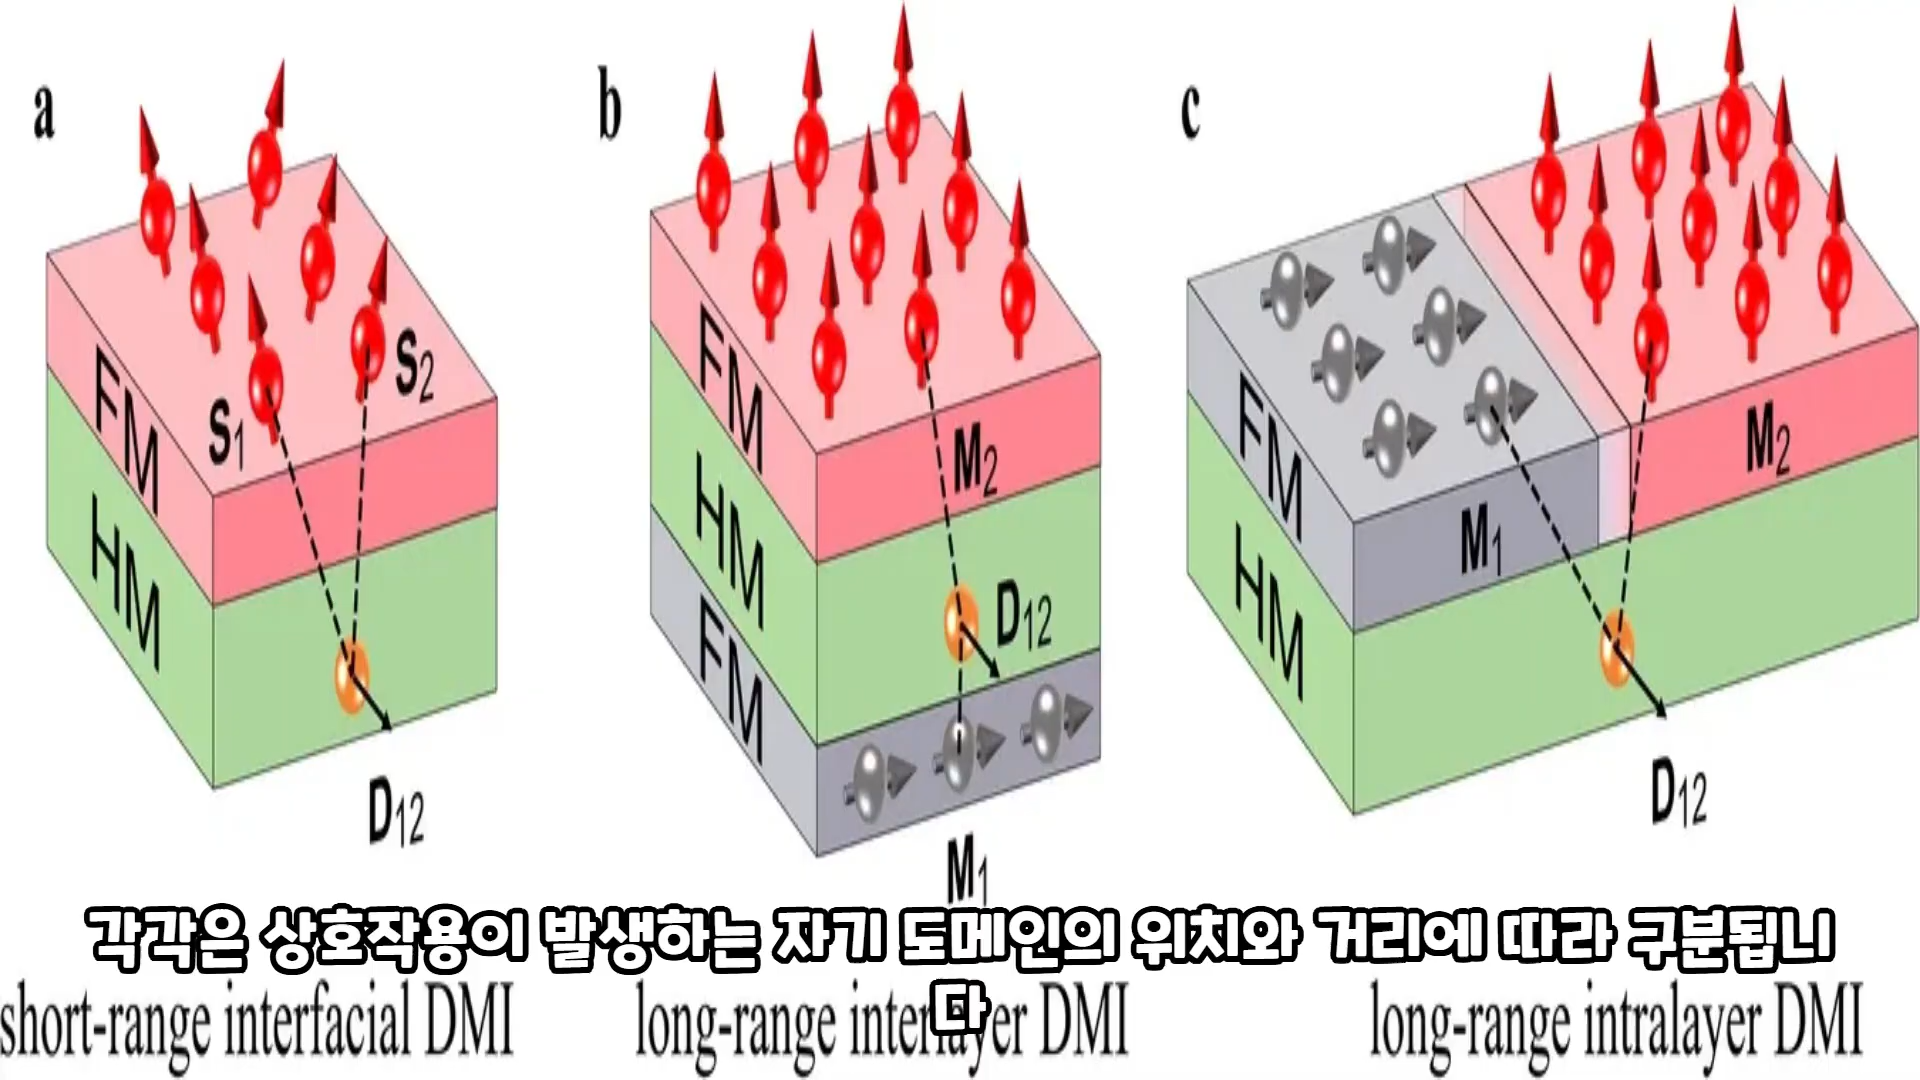 a
b
c
S1
S2
FM
HM
D12
FM
HM
FM
M2
D12
M1
FM
HM
M1
M2
D12
각각은 상호작용이 발생하는 자기 도메인의 위치와 거리에 따라 구분됩니
다
short-range interfacial DMI
long-range interlayer DMI
long-range intralayer DMI